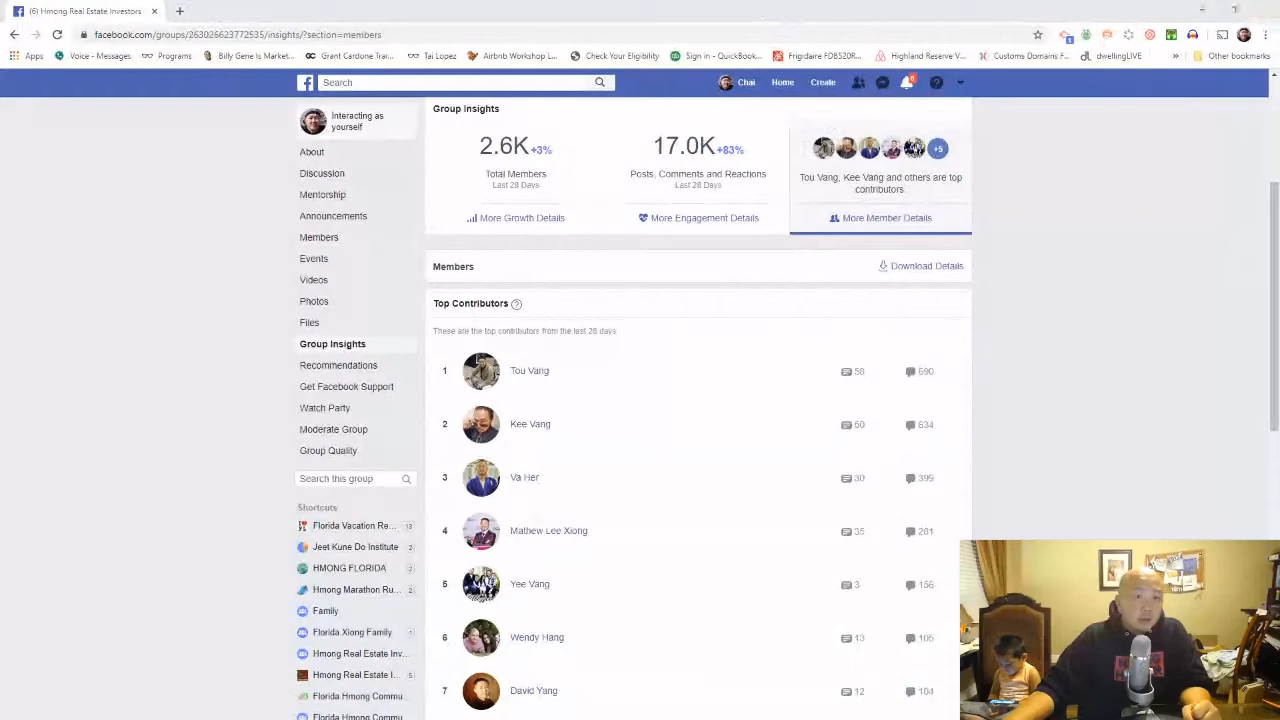 (6) Hmong Real Estate Investors
facebook.com/groups/263026623772535/insights/?section=members
Apps
Voice - Messages
Programs
Billy Gene Is Market...
Grant Cardone Trai...
Tai Lopez
Airbnb Workshop L...
Check Your Eligibility
Sign in - QuickBook...
Frigidaire FDB520R...
Highland Reserve V...
Customs Domains F...
dwellingLIVE
Other bookmarks
Search
Chai
Home
Create
Interacting as
yourself
About
Discussion
Mentorship
Announcements
Members
Events
Videos
Photos
Files
Group Insights
Recommendations
Get Facebook Support
Watch Party
Moderate Group
Group Quality
Search this group
Shortcuts
Florida Vacation Re...
Jeet Kune Do Institute 2
HMONG FLORIDA 2
Hmong Marathon Ru... 2
Family
Florida Xiong Family
Hmong Real Estate Inv...
Hmong Real Estate I... 5
Florida Hmong Commu...
Florida Hmong Commu...
Group Insights
2.6K +3%
Total Members
Last 28 Days
More Growth Details
17.0K +83%
Posts, Comments and Reactions
Last 28 Days
More Engagement Details
+5
Tou Vang, Kee Vang and others are top
contributors.
More Member Details
Members
Download Details
Top Contributors ?
These are the top contributors from the last 28 days
1 Tou Vang 58 690
2 Kee Vang 50 634
3 Va Her 30 399
4 Mathew Lee Xiong 35 281
5 Yee Vang 3 156
6 Wendy Hang 13 105
7 David Yang 12 104